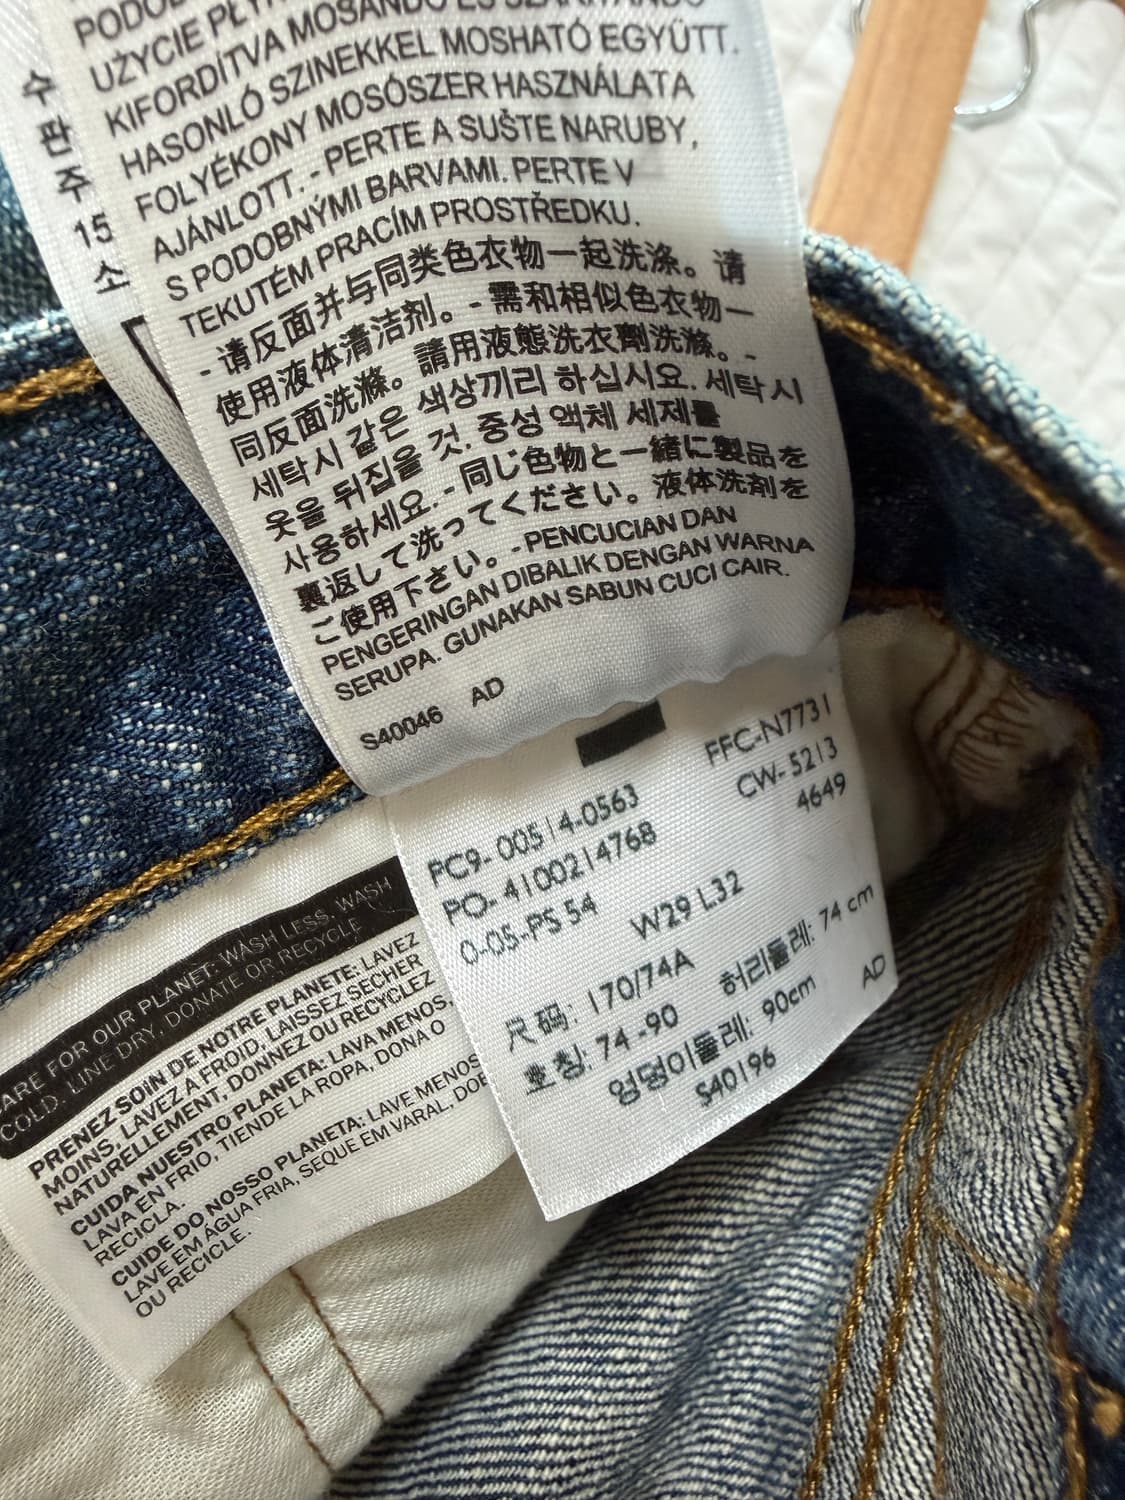 수
판
주
15
소
UŻYCIE
KIFORDÍTVA MOSANDÓ ÉS SZÁRÍTANDÓ
HASONLÓ SZINEKKEL MOSHATÓ EGYÜTT.
FOLYÉKONY MOSÓSZER HASZNÁLATA
AJÁNLOTT. - PERTE A SUŠTE NARUBY,
S PODOBNÝMI BARVAMI. PERTE V
TEKUTÉM PRACÍM PROSTŘEDKU.
- 请反面并与同类色衣物一起洗涤。请
使用液体清洁剂。- 需和相似色衣物一
同反面洗滌。請用液態洗衣劑洗滌。-
세탁시 같은 색상끼리 하십시요. 세탁시
옷을 뒤집을 것. 중성 액체 세제를
사용하세요. - 同じ色物と一緒に製品を
裏返して洗ってください。液体洗剤を
ご使用下さい。- PENCUCIAN DAN
PENGERINGAN DIBALIK DENGAN WARNA
SERUPA. GUNAKAN SABUN CUCI CAIR.
S40046 AD
FFC-N7731
CW-5213
4649
PC9-00514-0563
PO-4100214768
0-05-PS 54
W29 L32
尺码: 170/74A 허리둘레: 74 cm
호칭: 74-90 엉덩이둘레: 90cm AD
S40196
CARE FOR OUR PLANET: WASH LESS, WASH
COLD, LINE DRY, DONATE OR RECYCLE
PRENEZ SOIN DE NOTRE PLANETE: LAVEZ
MOINS, LAVEZ A FROID, LAISSEZ SÉCHER
NATURELLEMENT, DONNEZ OU RECYCLEZ
CUIDA NUESTRO PLANETA: LAVA MENOS,
LAVA EN FRIO, TIENDE LA ROPA, DONA O
RECICLA.
CUIDE DO NOSSO PLANETA: LAVE MENOS
LAVE EM ÁGUA FRIA, SEQUE EM VARAL, DOE
OU RECICLE.